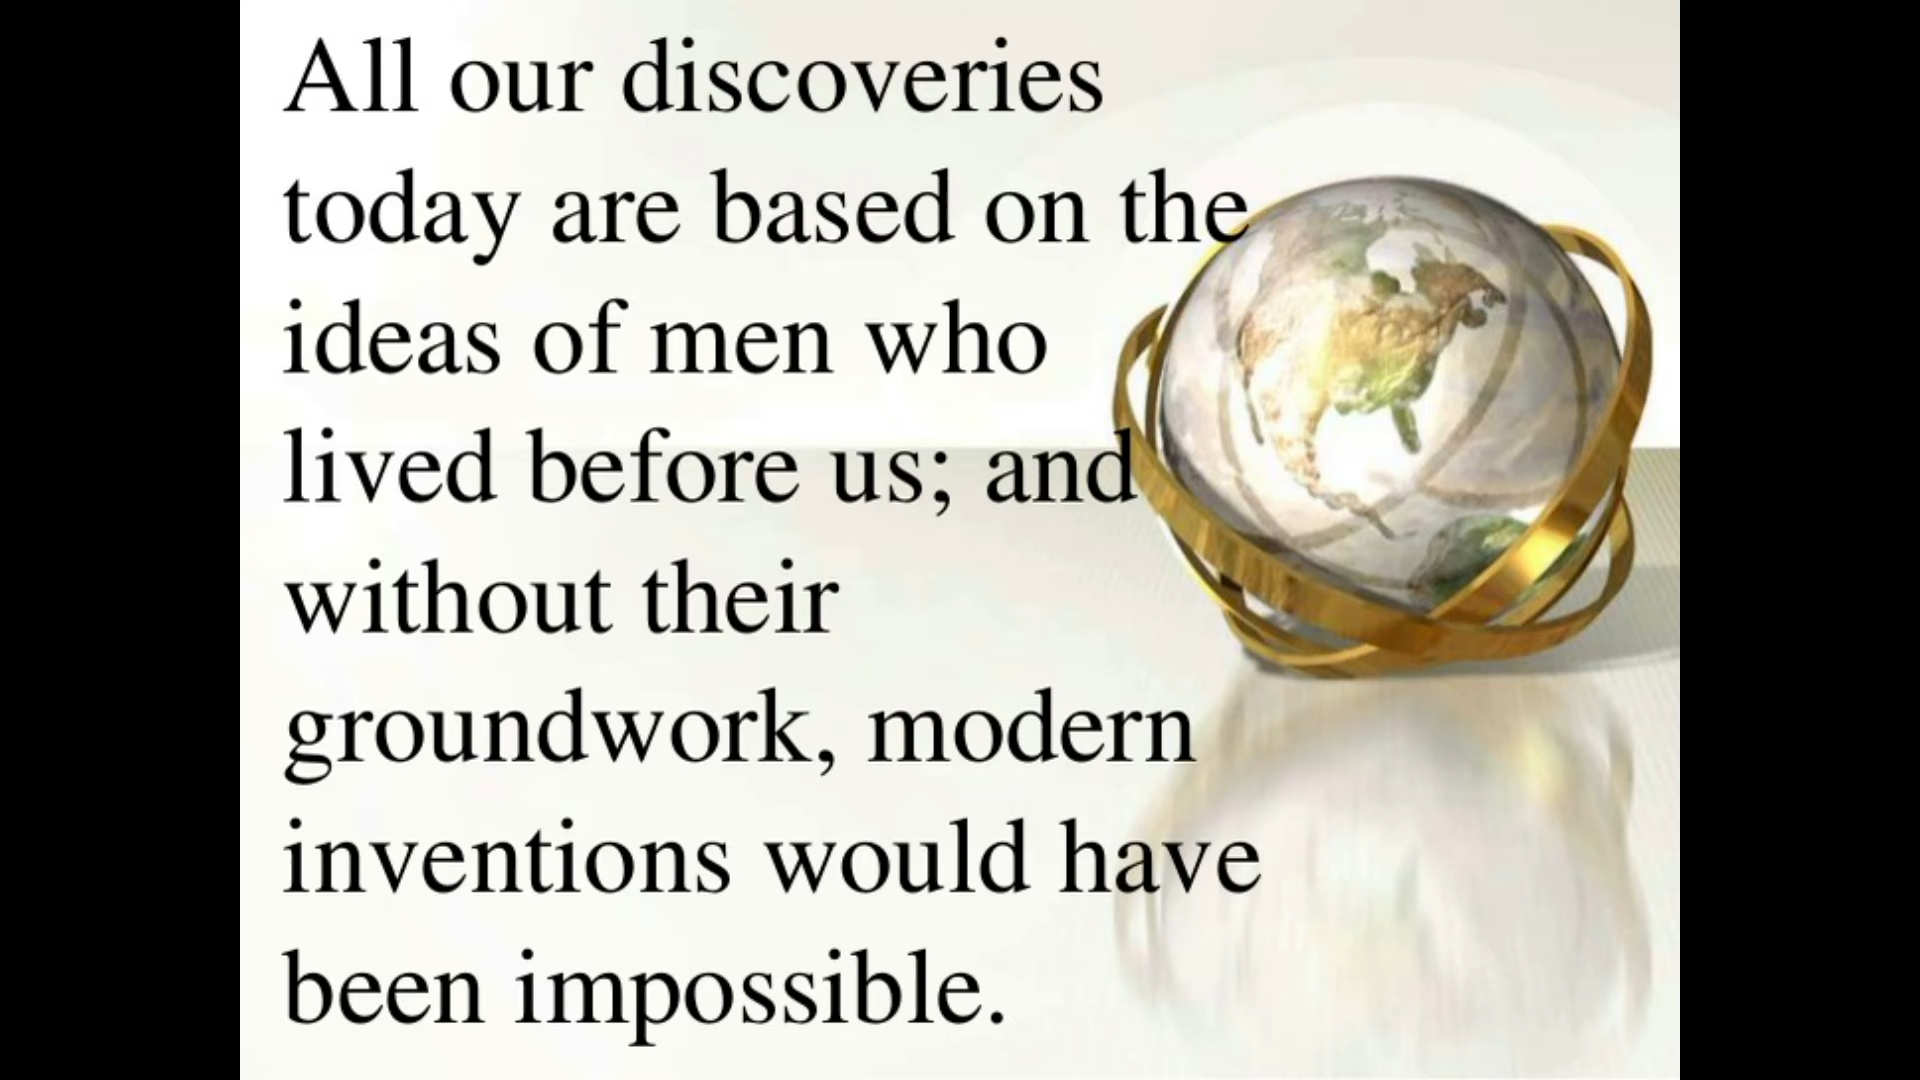 All our discoveries
today are based on the
ideas of men who
lived before us; and
without their
groundwork, modern
inventions would have
been impossible.